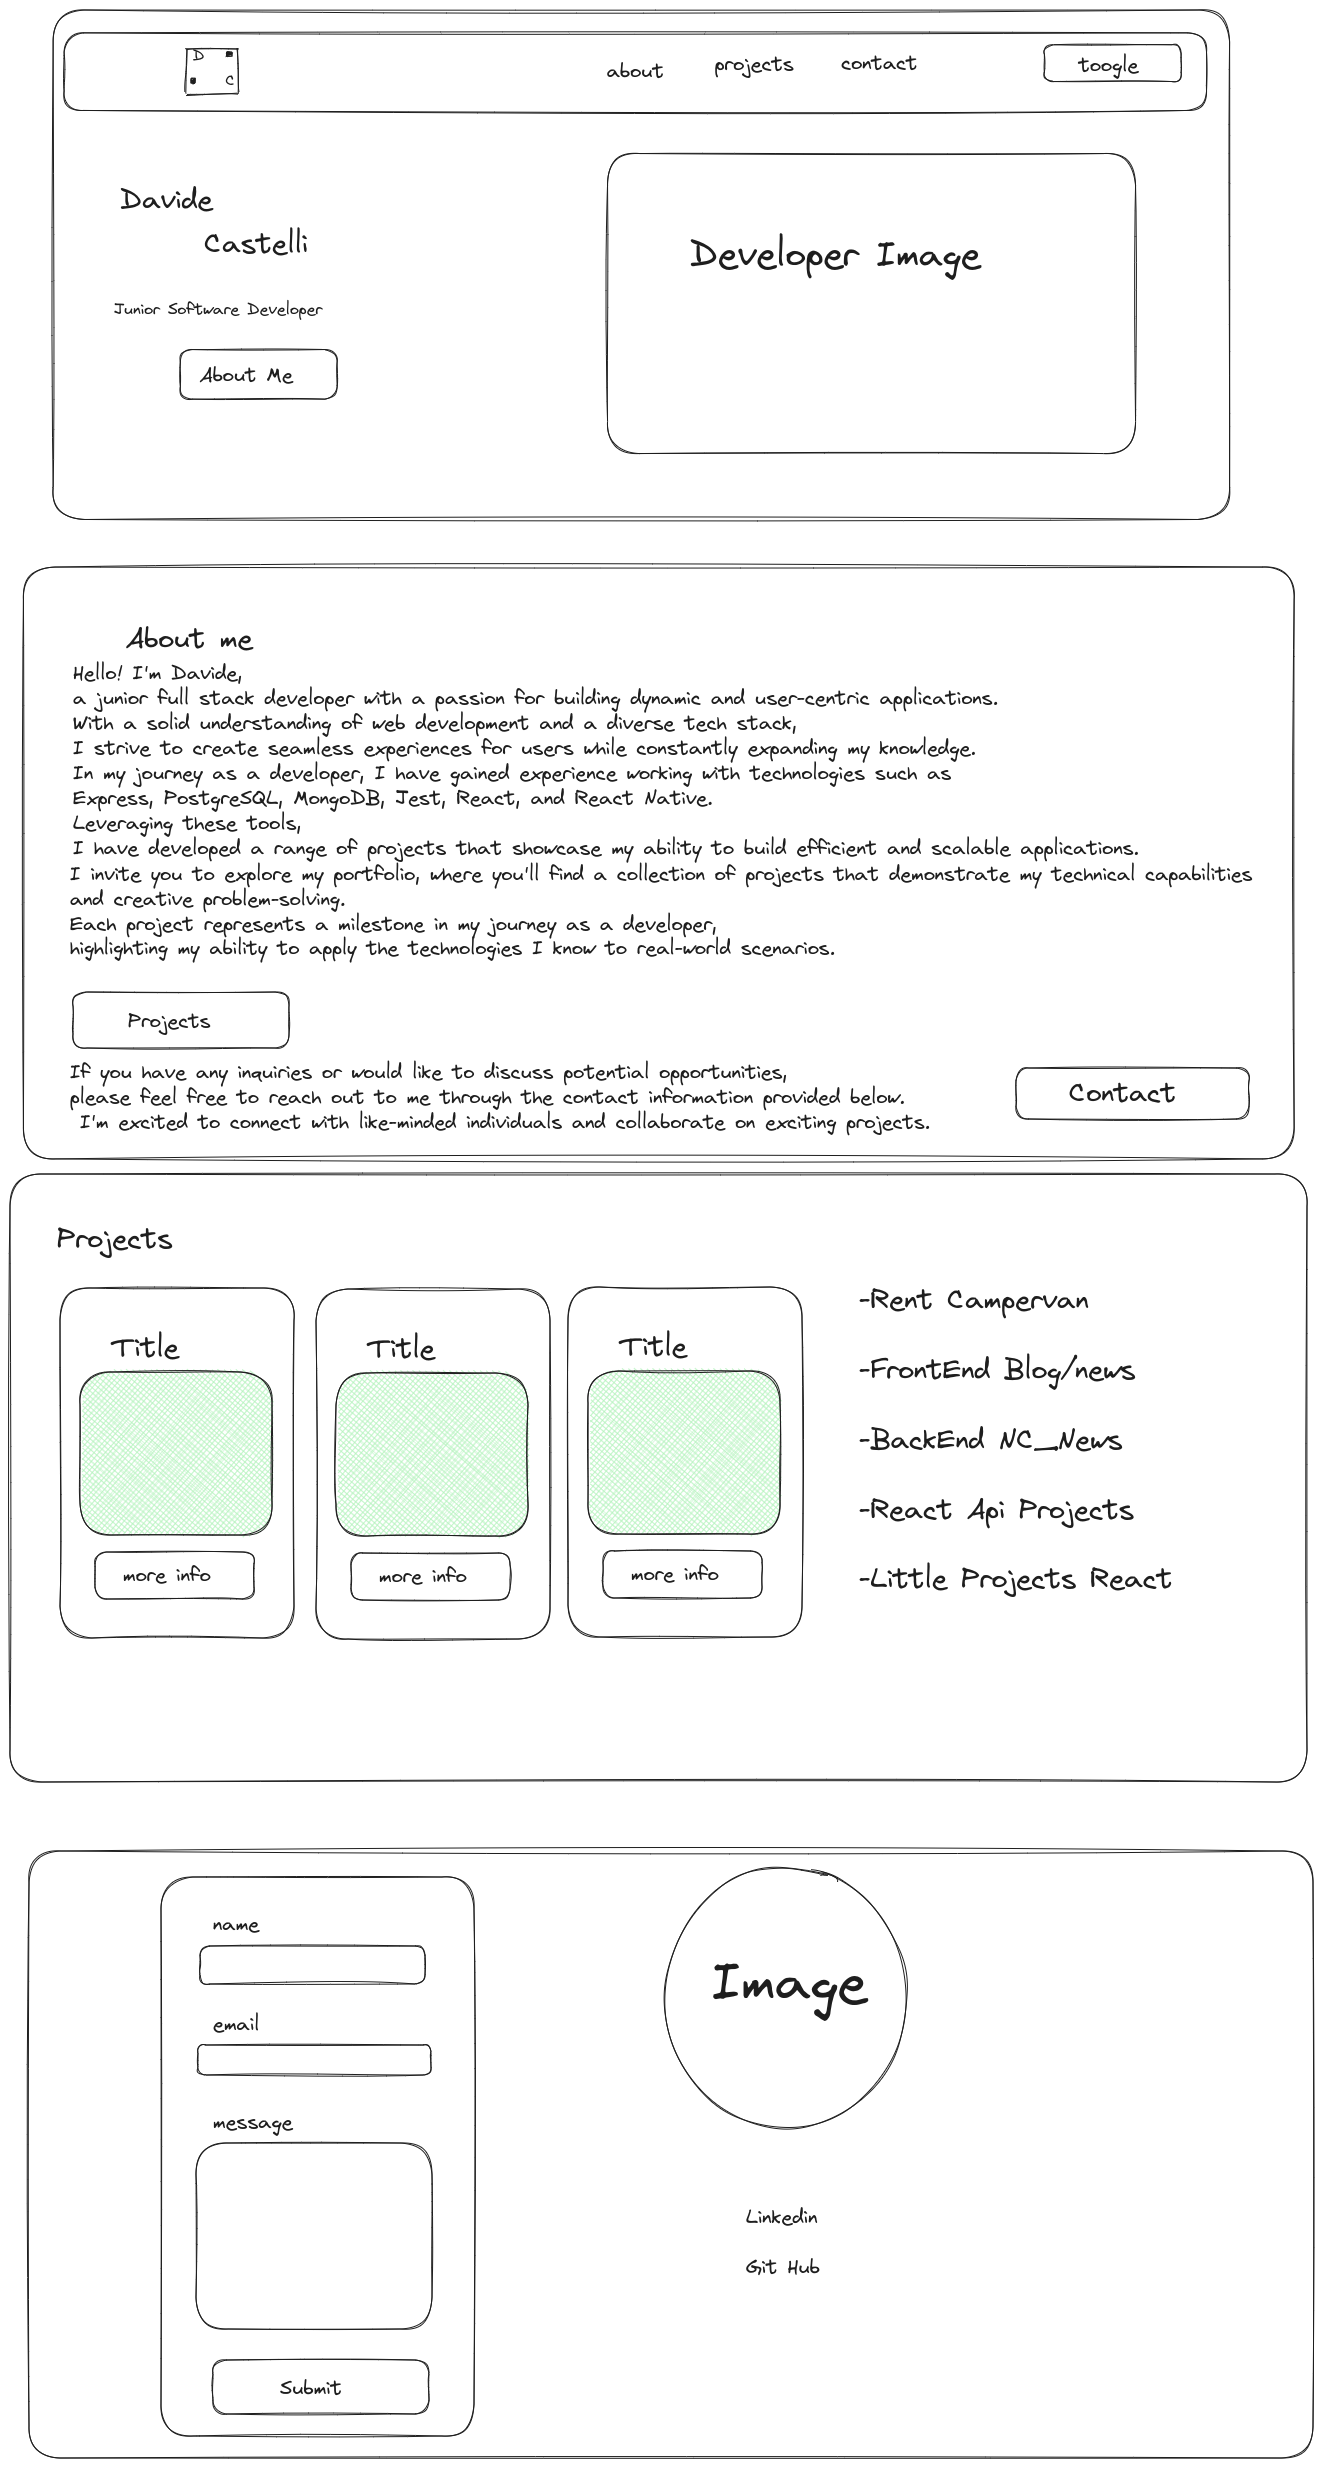 D
C
about
projects
contact
toogle
Davide
Castelli
Junior Software Developer
About Me
Developer Image
About me
Hello! I'm Davide,
a junior full stack developer with a passion for building dynamic and user-centric applications.
With a solid understanding of web development and a diverse tech stack,
I strive to create seamless experiences for users while constantly expanding my knowledge.
In my journey as a developer, I have gained experience working with technologies such as
Express, PostgreSQL, MongoDB, Jest, React, and React Native.
Leveraging these tools,
I have developed a range of projects that showcase my ability to build efficient and scalable applications.
I invite you to explore my portfolio, where you'll find a collection of projects that demonstrate my technical capabilities
and creative problem-solving.
Each project represents a milestone in my journey as a developer,
highlighting my ability to apply the technologies I know to real-world scenarios.
Projects
If you have any inquiries or would like to discuss potential opportunities,
please feel free to reach out to me through the contact information provided below.
I'm excited to connect with like-minded individuals and collaborate on exciting projects.
Contact
Projects
Title
more info
Title
more info
Title
more info
-Rent Campervan
-FrontEnd Blog/news
-BackEnd NC_News
-React Api Projects
-Little Projects React
name
email
message
Submit
Image
Linkedin
Git Hub